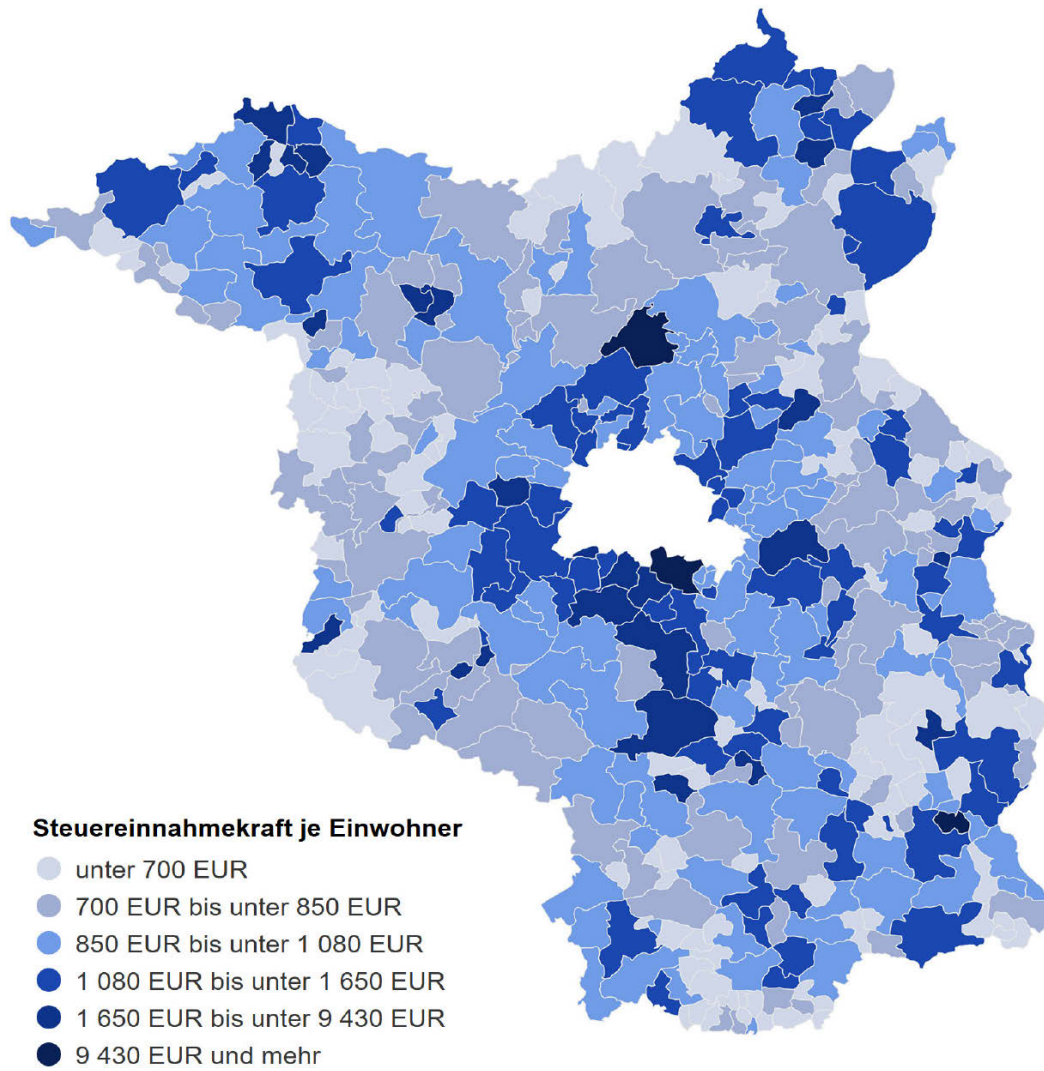 Steuereinnahmekraft je Einwohner
unter 700 EUR
700 EUR bis unter 850 EUR
850 EUR bis unter 1 080 EUR
1 080 EUR bis unter 1 650 EUR
1 650 EUR bis unter 9 430 EUR
9 430 EUR und mehr